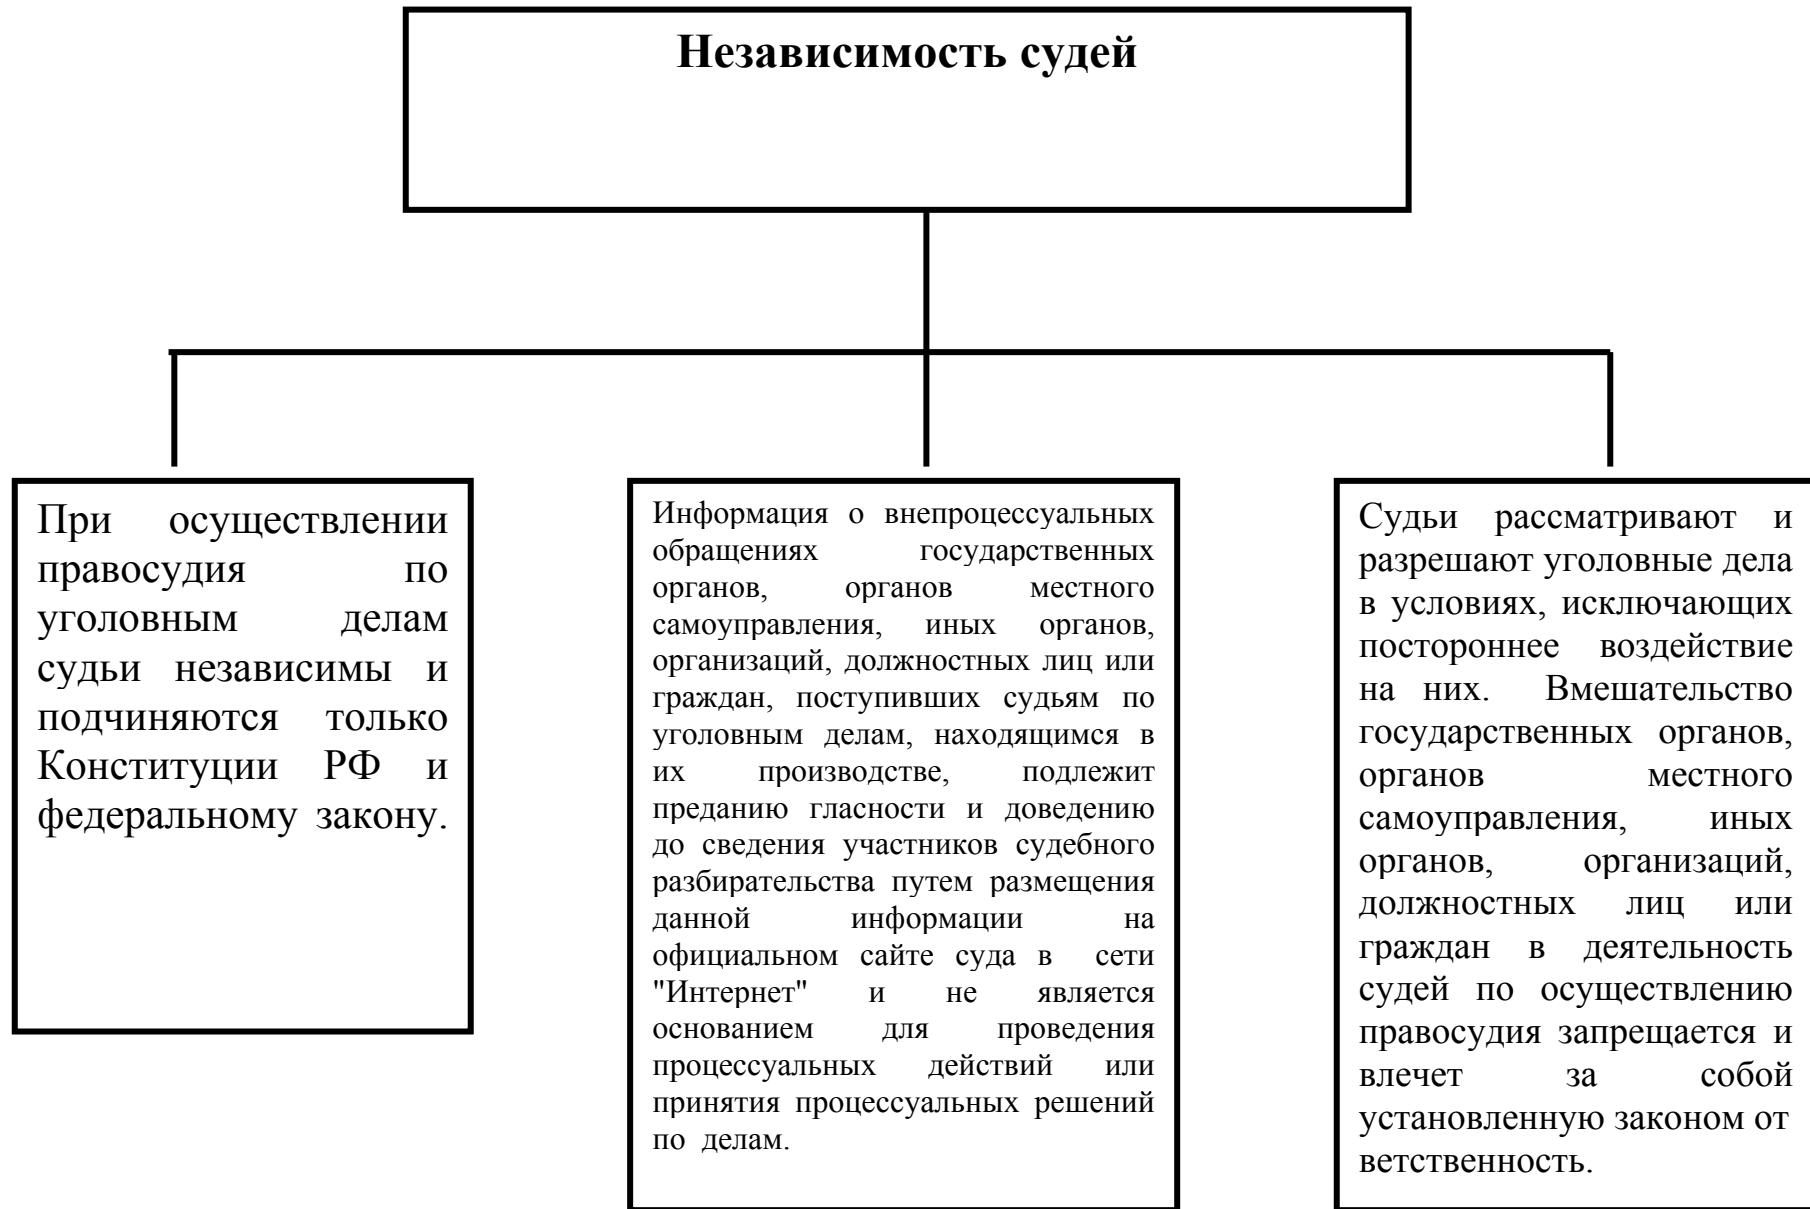 Независимость судей
При осуществлении
правосудия по
уголовным делам
судьи независимы и
подчиняются только
Конституции РФ и
федеральному закону.
Информация о внепроцессуальных
обращениях государственных
органов, органов местного
самоуправления, иных органов,
организаций, должностных лиц или
граждан, поступивших судьям по
уголовным делам, находящимся в
их производстве, подлежит
преданию гласности и доведению
до сведения участников судебного
разбирательства путем размещения
данной информации на
официальном сайте суда в сети
"Интернет" и не является
основанием для проведения
процессуальных действий или
принятия процессуальных решений
по делам.
Судьи рассматривают и
разрешают уголовные дела
в условиях, исключающих
постороннее воздействие
на них. Вмешательство
государственных органов,
органов местного
самоуправления, иных
органов, организаций,
должностных лиц или
граждан в деятельность
судей по осуществлению
правосудия запрещается и
влечет за собой
установленную законом от
ветственность.